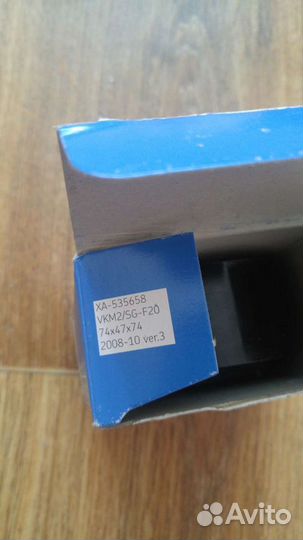 XA-535658
VKM2/SG-F20
74x47x74
2008-10 ver.3
Avito